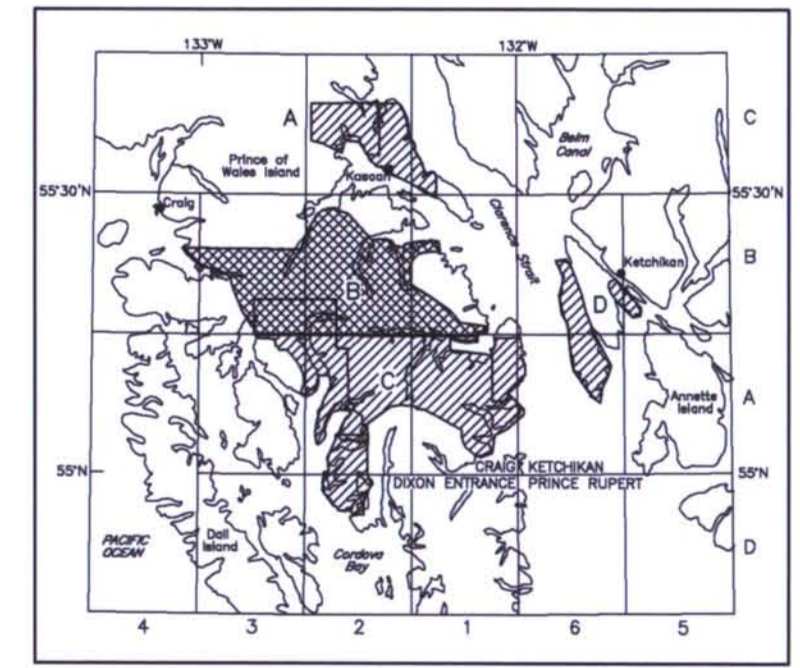 133°W
132°W
A
C
Prince of
Wales Island
Kasaan
Behm
Canal
55°30'N
55°30'N
Craig
Clarence Strait
B
Ketchikan
B
D
C
A
Annette
Island
CRAIG
KETCHIKAN
55°N
55°N
DIXON ENTRANCE
PRINCE RUPERT
PACIFIC
OCEAN
Dall
Island
Cordova
Bay
D
4
3
2
1
6
5